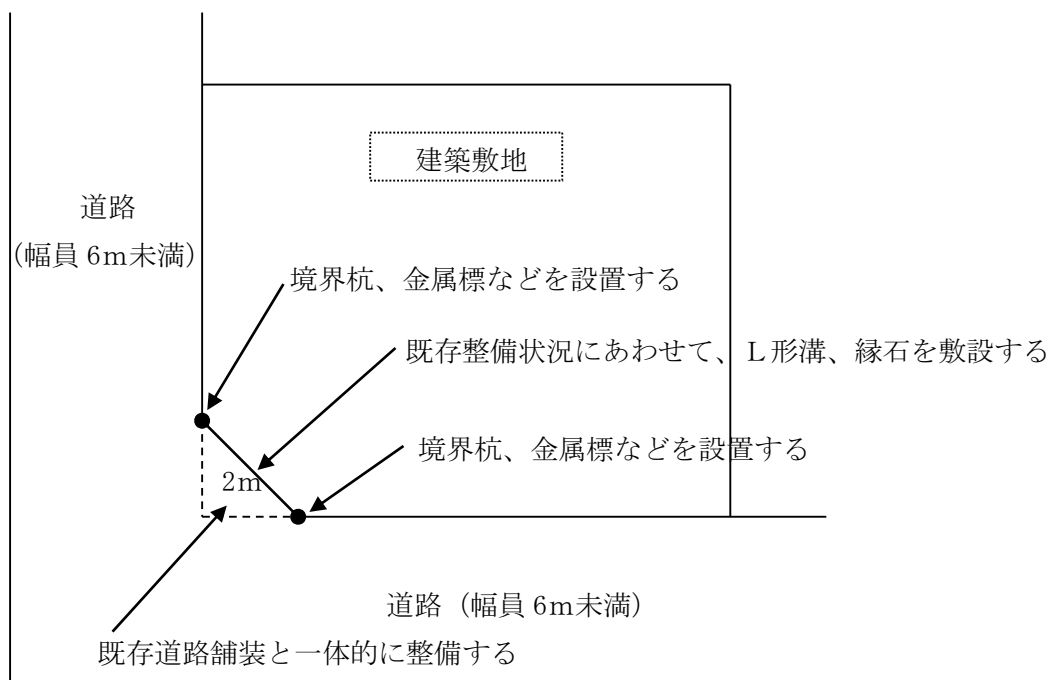 建築敷地
道路
(幅員 6m未満)
境界杭、金属標などを設置する
既存整備状況にあわせて、L形溝、縁石を敷設する
境界杭、金属標などを設置する
2m
道路（幅員 6m未満）
既存道路舗装と一体的に整備する